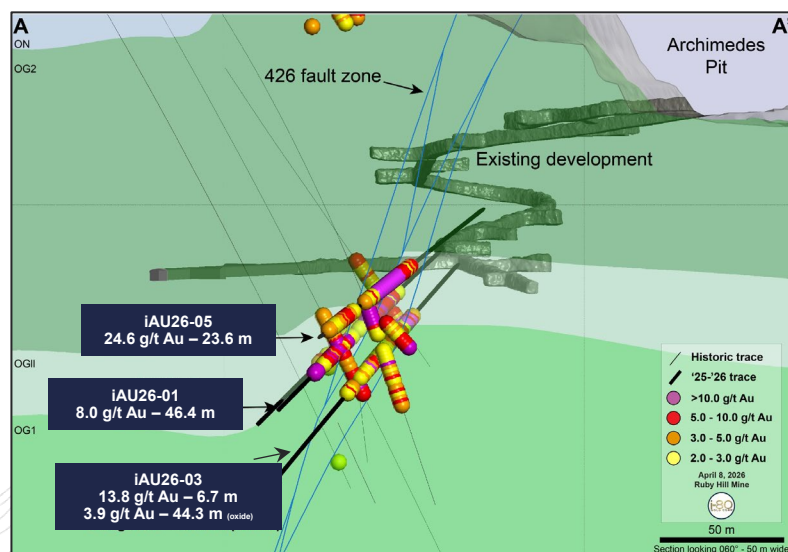 A
A'
ON
OG2
Archimedes
Pit
426 fault zone
Existing development
iAU26-05
24.6 g/t Au – 23.6 m
OGII
iAU26-01
8.0 g/t Au – 46.4 m
OG1
iAU26-03
13.8 g/t Au – 6.7 m
3.9 g/t Au – 44.3 m (oxide)
Historic trace
‘25-’26 trace
>10.0 g/t Au
5.0 - 10.0 g/t Au
3.0 - 5.0 g/t Au
2.0 - 3.0 g/t Au
April 8, 2026
Ruby Hill Mine
i-80
50 m
Section looking 060° - 50 m wide